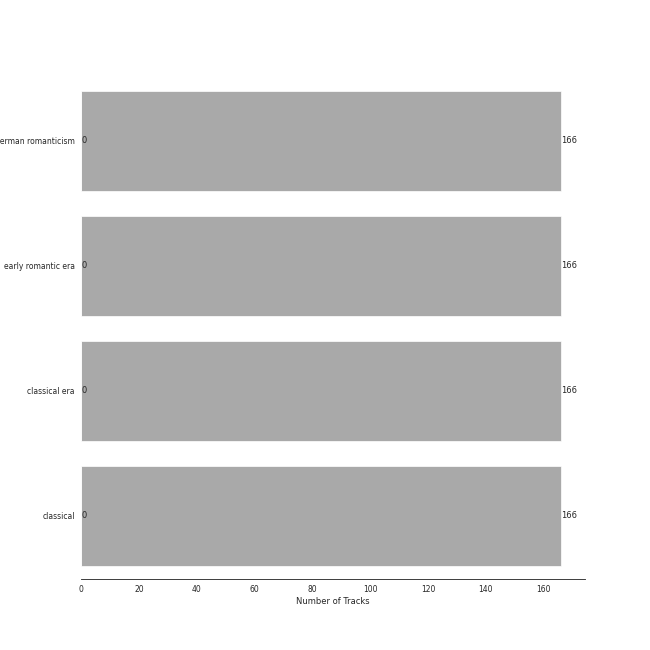 erman romanticism 0 166
early romantic era 0 166
classical era 0 166
classical 0 166
0 20 40 60 80 100 120 140 160
Number of Tracks